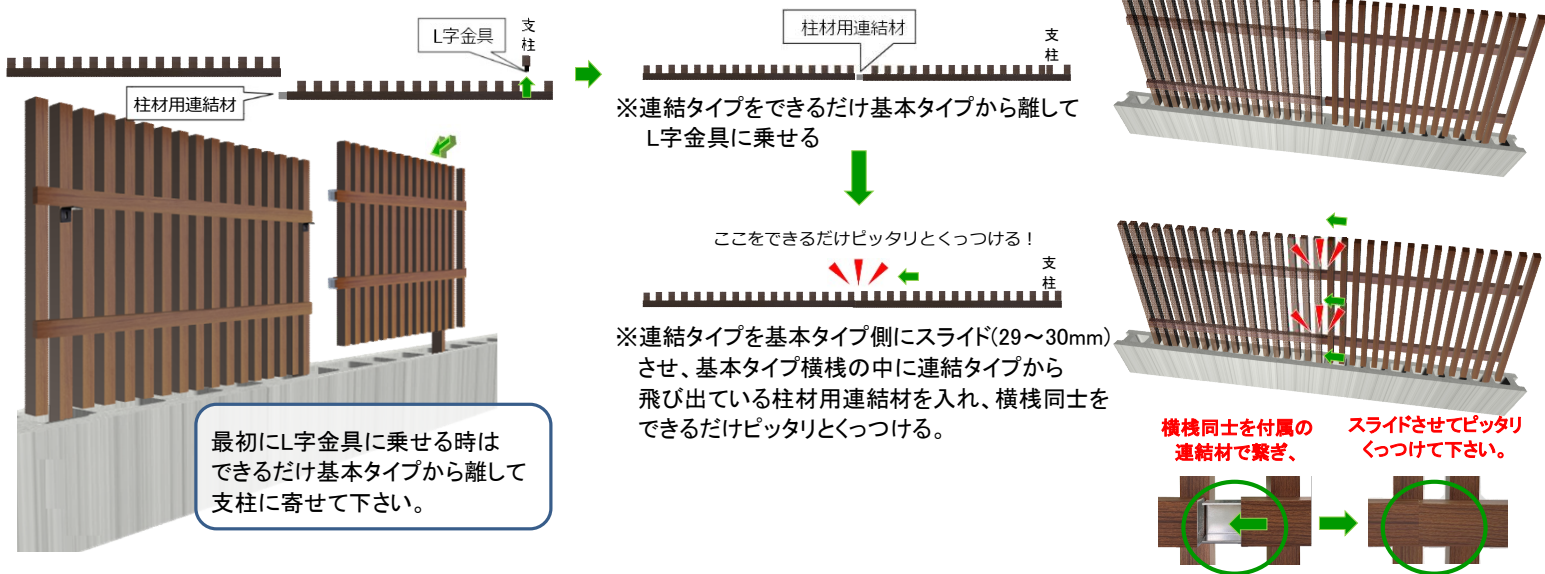 L字金具
支柱
柱材用連結材
最初にL字金具に乗せる時は
できるだけ基本タイプから離して
支柱に寄せて下さい。
柱材用連結材
支柱
※連結タイプをできるだけ基本タイプから離して
L字金具に乗せる
ここをできるだけピッタリとくっつける！
支柱
※連結タイプを基本タイプ側にスライド(29～30mm)
させ、基本タイプ横桟の中に連結タイプから
飛び出ている柱材用連結材を入れ、横桟同士を
できるだけピッタリとくっつける。
横桟同士を付属の
連結材で繋ぎ、
スライドさせてピッタリ
くっつけて下さい。